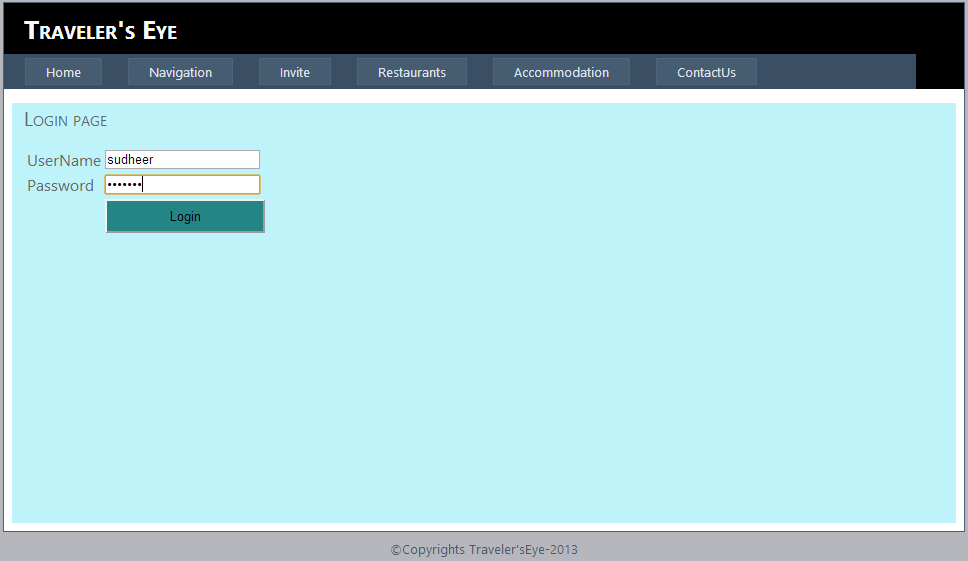 Traveler's Eye
Home Navigation Invite Restaurants Accommodation ContactUs
Login page
UserName sudheer
Password •••••••
Login
©Copyrights Traveler'sEye-2013